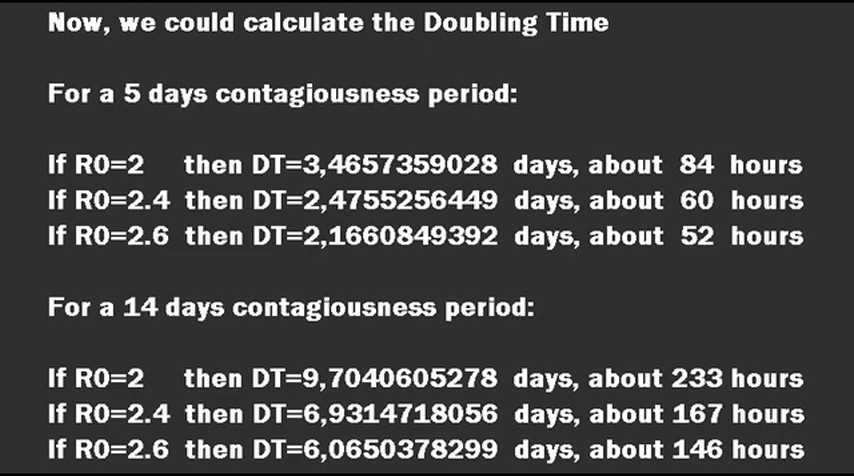 Now, we could calculate the Doubling Time
For a 5 days contagiousness period:
If R0=2 then DT=3,4657359028 days, about 84 hours
If R0=2.4 then DT=2,4755256449 days, about 60 hours
If R0=2.6 then DT=2,1660849392 days, about 52 hours
For a 14 days contagiousness period:
If R0=2 then DT=9,7040605278 days, about 233 hours
If R0=2.4 then DT=6,9314718056 days, about 167 hours
If R0=2.6 then DT=6,0650378299 days, about 146 hours